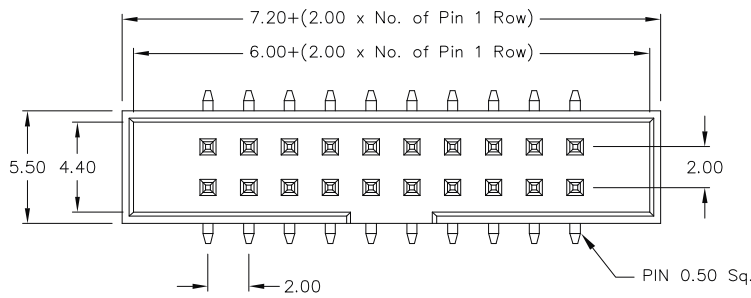 7.20+(2.00 x No. of Pin 1 Row)
6.00+(2.00 x No. of Pin 1 Row)
5.50
4.40
2.00
2.00
PIN 0.50 Sq.